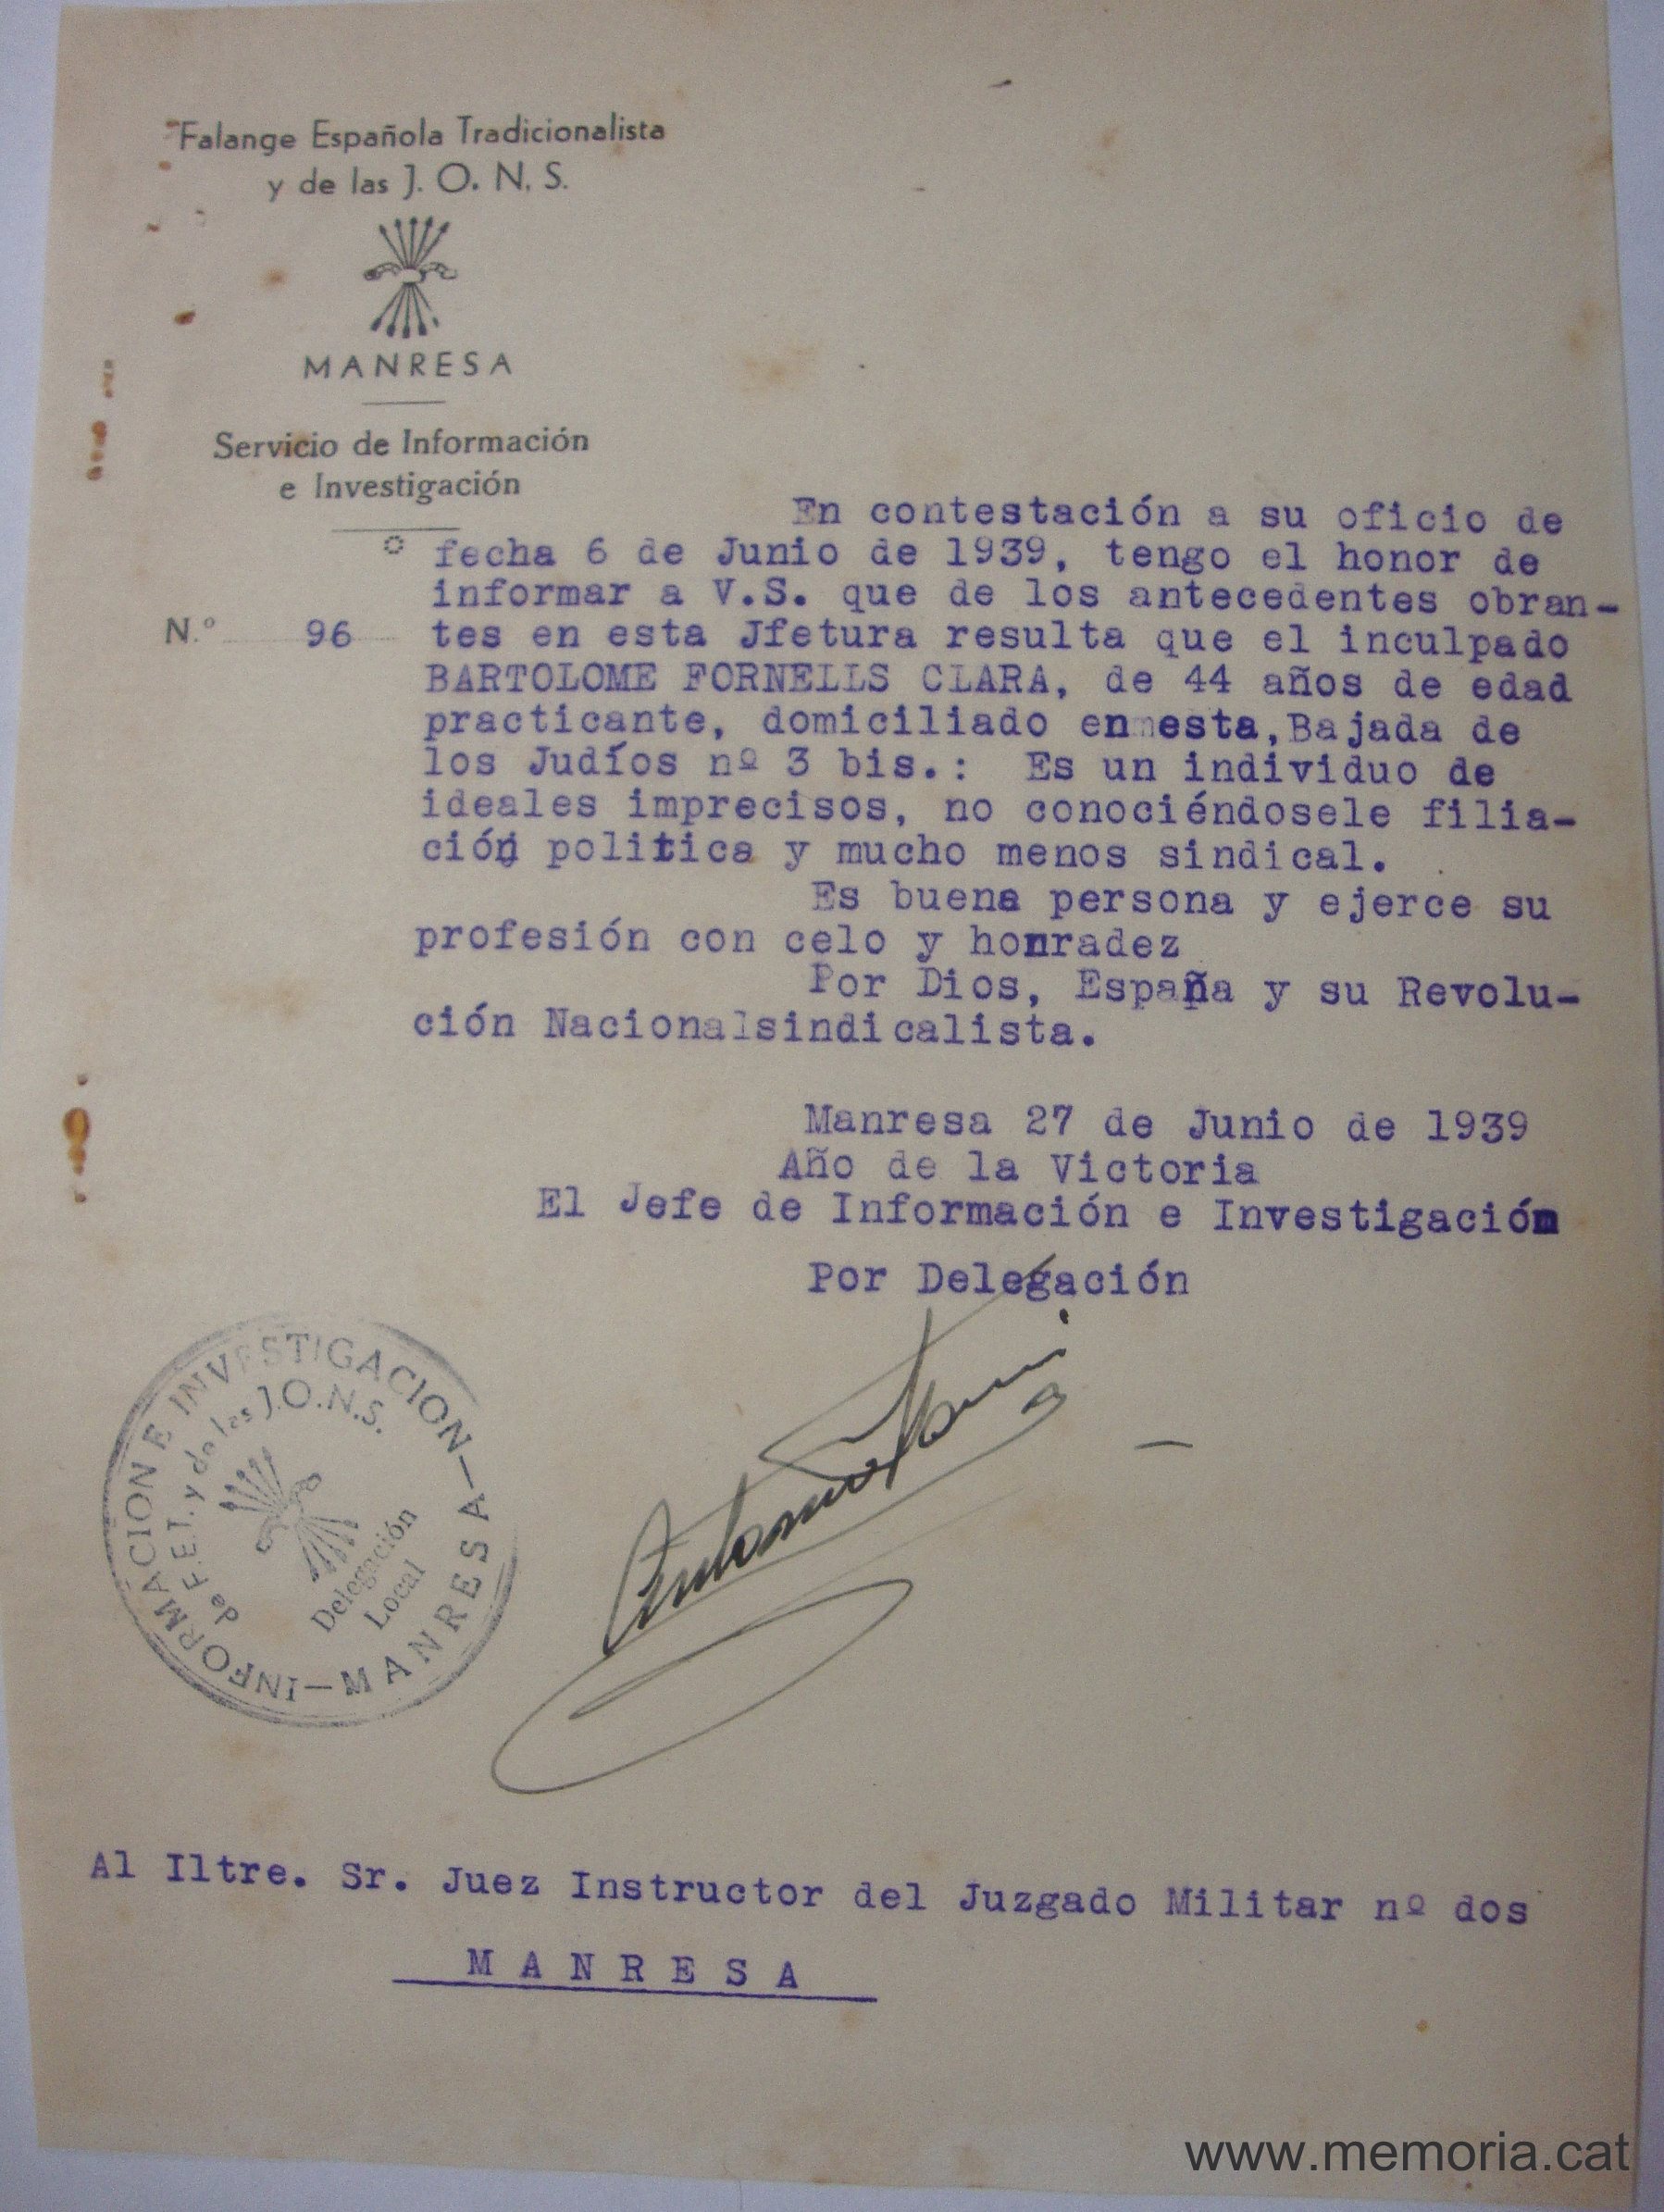 Falange Española Tradicionalista
y de las J. O. N. S.
MANRESA
Servicio de Información
e Investigación
N.º 96
En contestación a su oficio de
fecha 6 de Junio de 1939, tengo el honor de
informar a V.S. que de los antecedentes obran-
tes en esta Jfetura resulta que el inculpado
BARTOLOME FORNELLS CLARA, de 44 años de edad
practicante, domiciliado en esta, Bajada de
los Judíos nº 3 bis.: Es un individuo de
ideales imprecisos, no conociéndosele filia-
ción politica y mucho menos sindical.
Es buena persona y ejerce su
profesión con celo y honradez
Por Dios, España y su Revolu-
ción Nacionalsindicalista.
Manresa 27 de Junio de 1939
Año de la Victoria
El Jefe de Información e Investigación
Por Delegación
INFORMACION E INVESTIGACION — MANRESA —
de F.E.T. y de las J.O.N.S.
Delegación
Local
Al Iltre. Sr. Juez Instructor del Juzgado Militar nº dos
M A N R E S A
www.memoria.cat